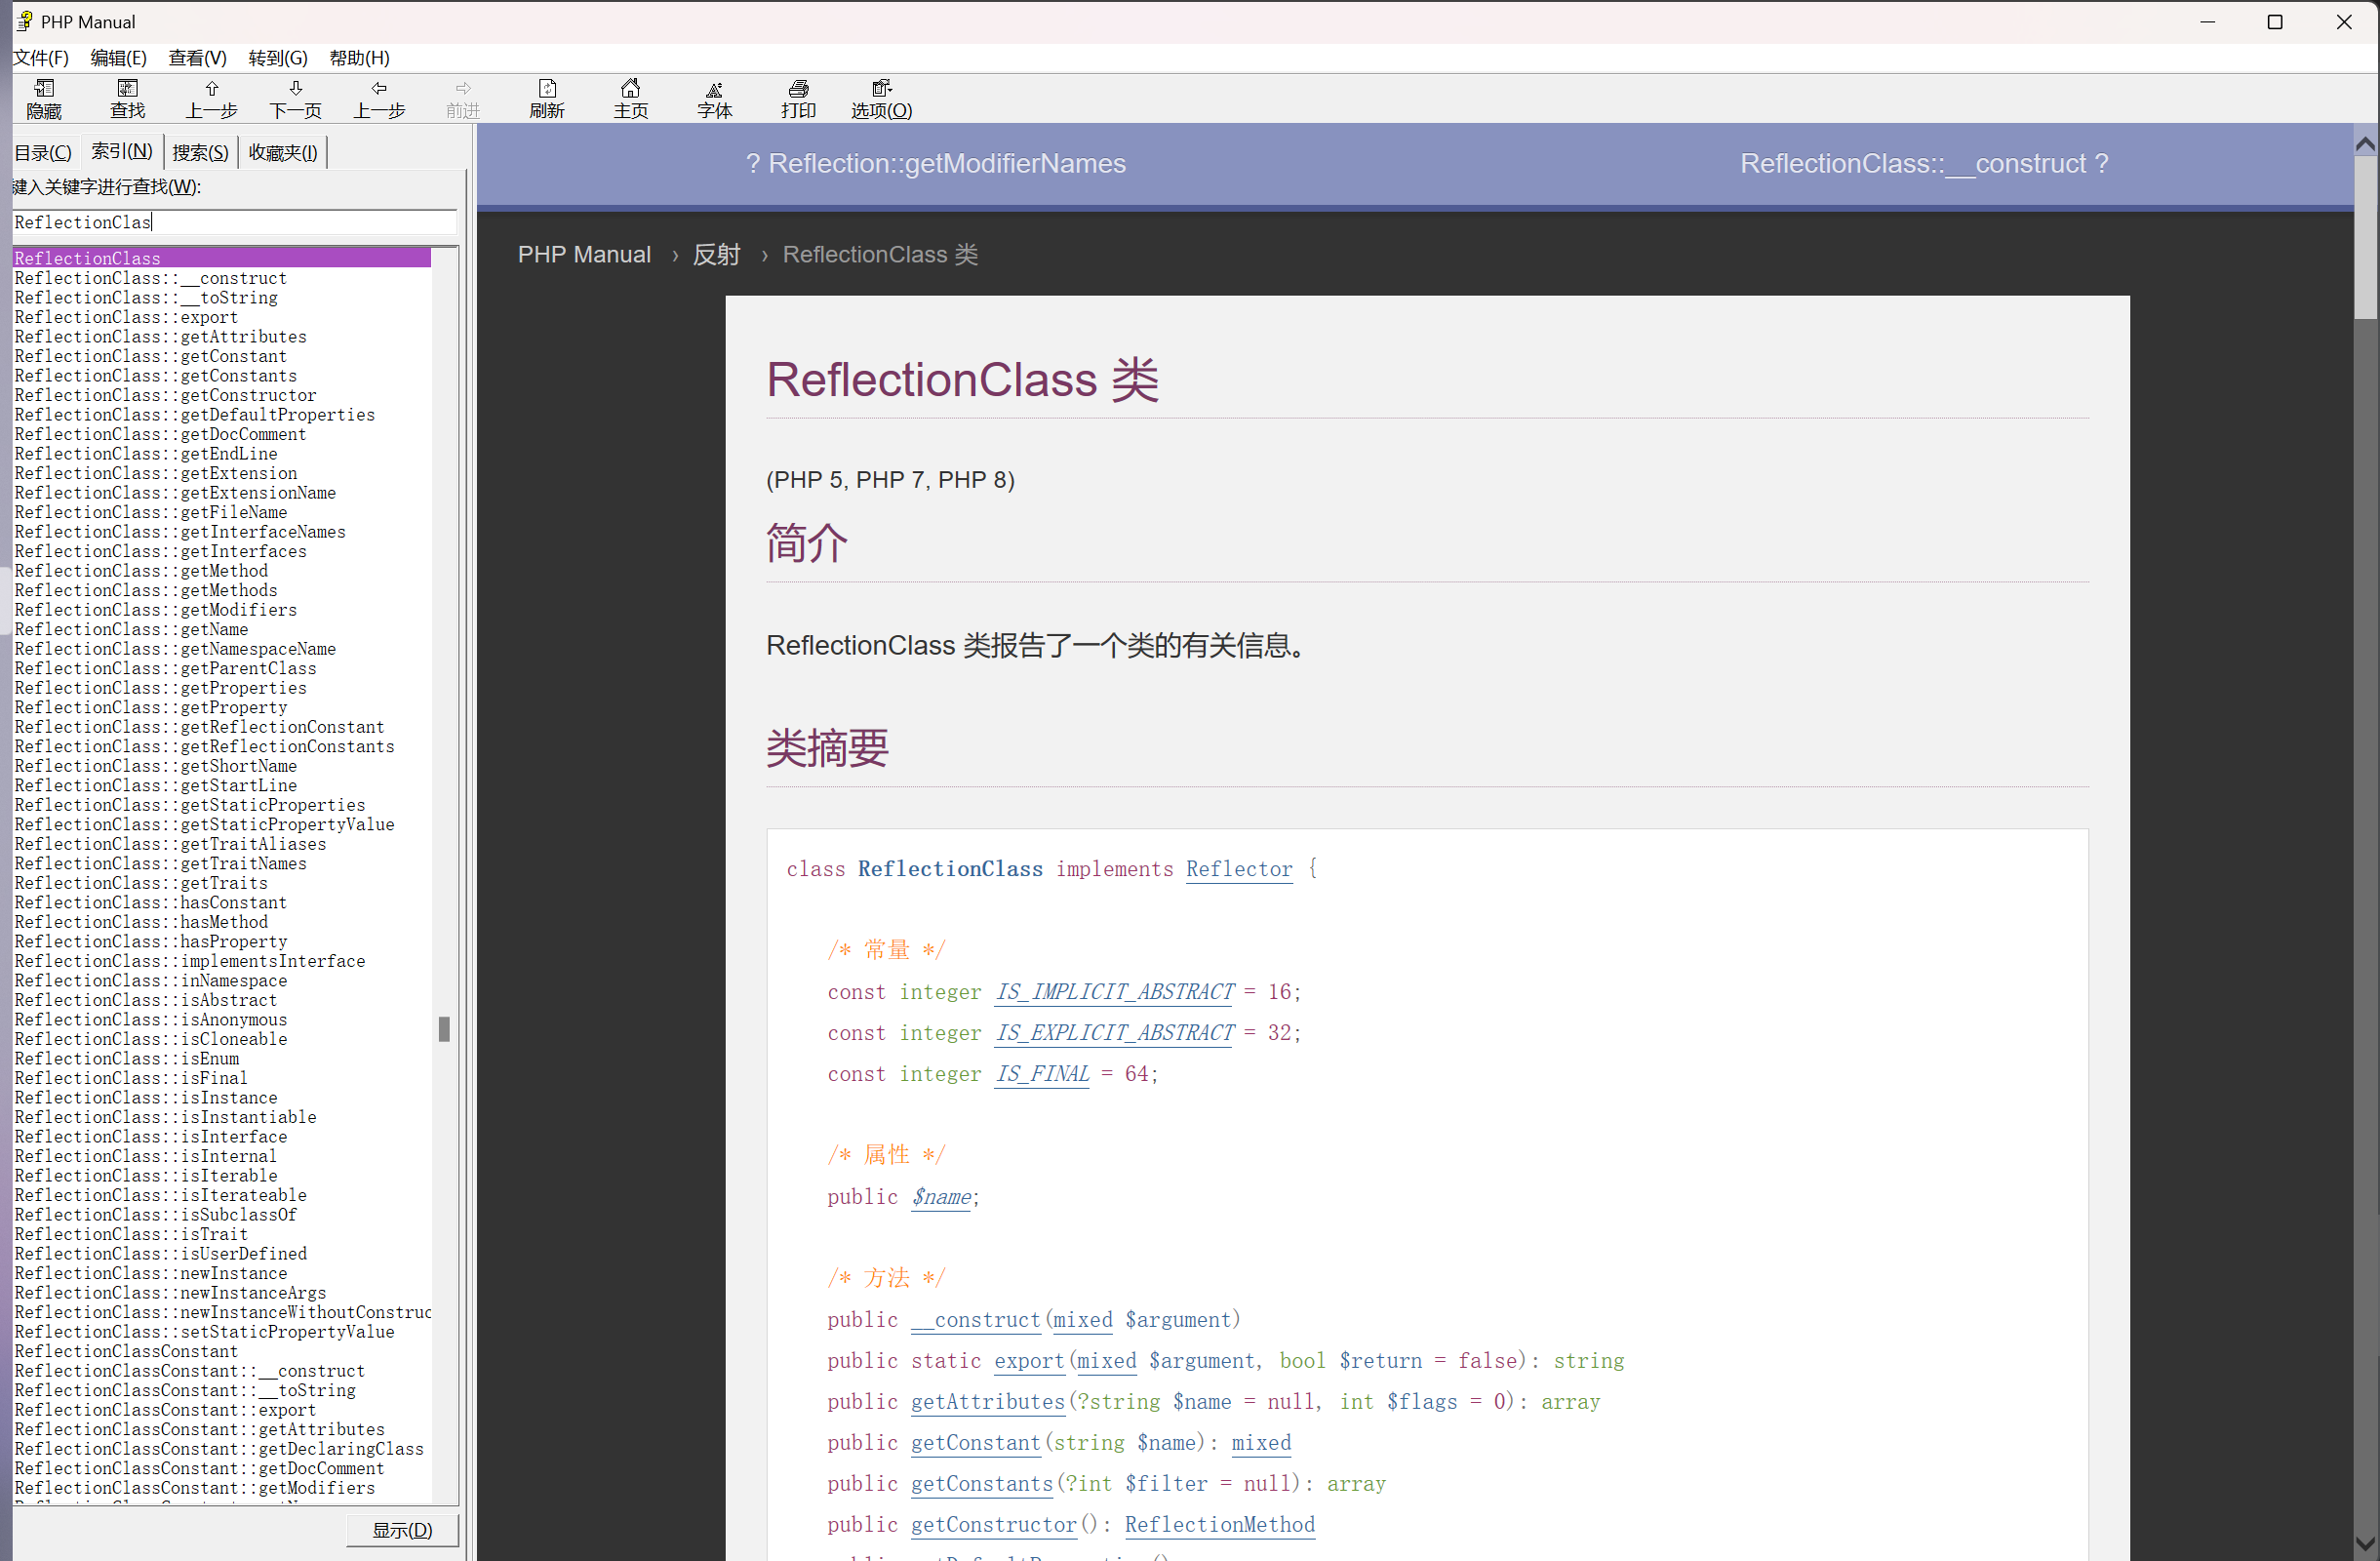 PHP Manual
文件(F) 编辑(E) 查看(V) 转到(G) 帮助(H)
隐藏 查找 上一步 下一页 上一步 前进 刷新 主页 字体 打印 选项(O)
目录(C) 索引(N) 搜索(S) 收藏夹(I)
键入关键字进行查找(W):
ReflectionClas
ReflectionClass
ReflectionClass::__construct
ReflectionClass::__toString
ReflectionClass::export
ReflectionClass::getAttributes
ReflectionClass::getConstant
ReflectionClass::getConstants
ReflectionClass::getConstructor
ReflectionClass::getDefaultProperties
ReflectionClass::getDocComment
ReflectionClass::getEndLine
ReflectionClass::getExtension
ReflectionClass::getExtensionName
ReflectionClass::getFileName
ReflectionClass::getInterfaceNames
ReflectionClass::getInterfaces
ReflectionClass::getMethod
ReflectionClass::getMethods
ReflectionClass::getModifiers
ReflectionClass::getName
ReflectionClass::getNamespaceName
ReflectionClass::getParentClass
ReflectionClass::getProperties
ReflectionClass::getProperty
ReflectionClass::getReflectionConstant
ReflectionClass::getReflectionConstants
ReflectionClass::getShortName
ReflectionClass::getStartLine
ReflectionClass::getStaticProperties
ReflectionClass::getStaticPropertyValue
ReflectionClass::getTraitAliases
ReflectionClass::getTraitNames
ReflectionClass::getTraits
ReflectionClass::hasConstant
ReflectionClass::hasMethod
ReflectionClass::hasProperty
ReflectionClass::implementsInterface
ReflectionClass::inNamespace
ReflectionClass::isAbstract
ReflectionClass::isAnonymous
ReflectionClass::isCloneable
ReflectionClass::isEnum
ReflectionClass::isFinal
ReflectionClass::isInstance
ReflectionClass::isInstantiable
ReflectionClass::isInterface
ReflectionClass::isInternal
ReflectionClass::isIterable
ReflectionClass::isIterateable
ReflectionClass::isSubclassOf
ReflectionClass::isTrait
ReflectionClass::isUserDefined
ReflectionClass::newInstance
ReflectionClass::newInstanceArgs
ReflectionClass::newInstanceWithoutConstruc
ReflectionClass::setStaticPropertyValue
ReflectionClassConstant
ReflectionClassConstant::__construct
ReflectionClassConstant::__toString
ReflectionClassConstant::export
ReflectionClassConstant::getAttributes
ReflectionClassConstant::getDeclaringClass
ReflectionClassConstant::getDocComment
ReflectionClassConstant::getModifiers
显示(D)
? Reflection::getModifierNames
ReflectionClass::__construct ?
PHP Manual › 反射 › ReflectionClass 类
ReflectionClass 类
(PHP 5, PHP 7, PHP 8)
简介
ReflectionClass 类报告了一个类的有关信息。
类摘要
class ReflectionClass implements Reflector {
/* 常量 */
const integer IS_IMPLICIT_ABSTRACT = 16;
const integer IS_EXPLICIT_ABSTRACT = 32;
const integer IS_FINAL = 64;
/* 属性 */
public $name;
/* 方法 */
public __construct(mixed $argument)
public static export(mixed $argument, bool $return = false): string
public getAttributes(?string $name = null, int $flags = 0): array
public getConstant(string $name): mixed
public getConstants(?int $filter = null): array
public getConstructor(): ReflectionMethod